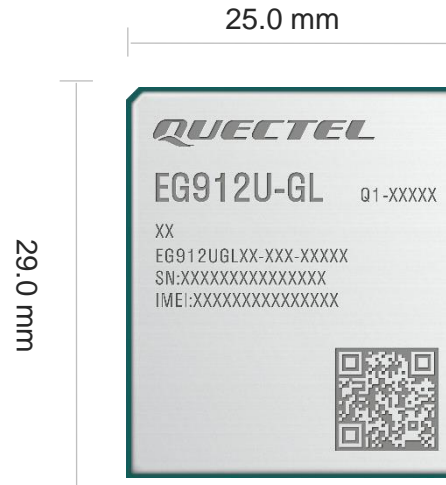 25.0 mm
29.0 mm
QUECTEL
EG912U-GL Q1-XXXXX
XX
EG912UGLXX-XXX-XXXXX
SN:XXXXXXXXXXXXXXX
IMEI:XXXXXXXXXXXXXXX